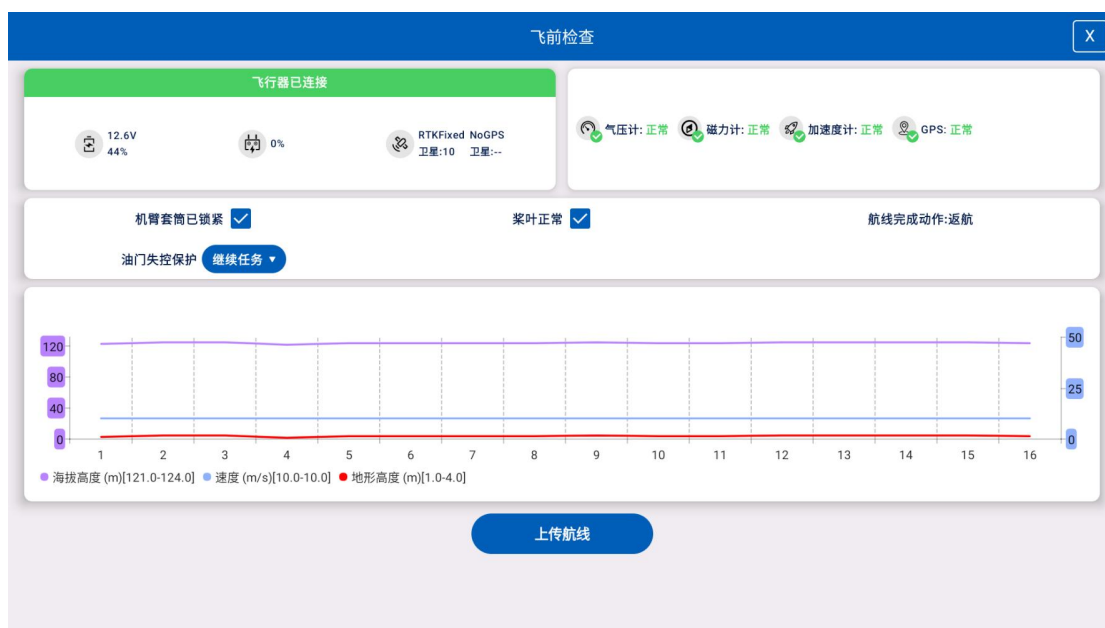 飞前检查
X
飞行器已连接
12.6V
44%
0%
RTKFixed NoGPS
卫星:10 卫星:--
气压计: 正常 磁力计: 正常 加速度计: 正常 GPS: 正常
机臂套筒已锁紧 桨叶正常 航线完成动作:返航
油门失控保护 继续任务
120
80
40
0
50
25
0
1 2 3 4 5 6 7 8 9 10 11 12 13 14 15 16
海拔高度 (m)[121.0-124.0] 速度 (m/s)[10.0-10.0] 地形高度 (m)[1.0-4.0]
上传航线